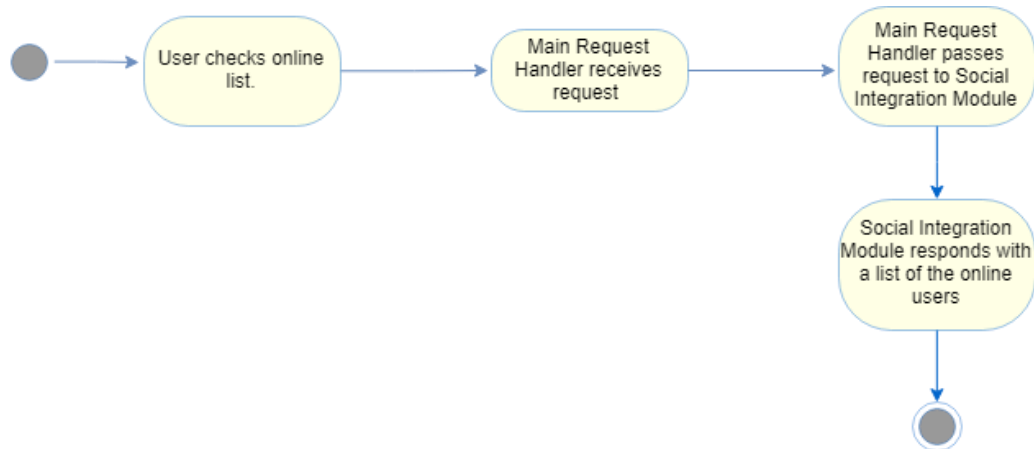 User checks online
list.
Main Request
Handler receives
request
Main Request
Handler passes
request to Social
Integration Module
Social Integration
Module responds with
a list of the online
users